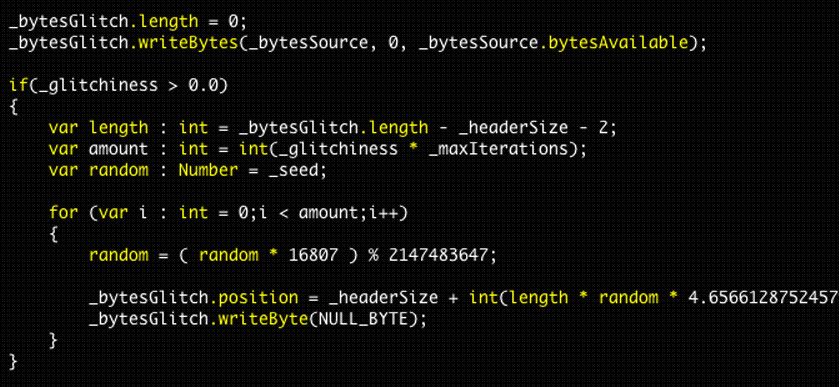 _bytesGlitch.length = 0;
_bytesGlitch.writeBytes(_bytesSource, 0, _bytesSource.bytesAvailable);
if(_glitchiness > 0.0)
{
var length : int = _bytesGlitch.length - _headerSize - 2;
var amount : int = int(_glitchiness * _maxIterations);
var random : Number = _seed;
for (var i : int = 0;i < amount;i++)
{
random = ( random * 16807 ) % 2147483647;
_bytesGlitch.position = _headerSize + int(length * random * 4.6566128752457
_bytesGlitch.writeByte(NULL_BYTE);
}
}